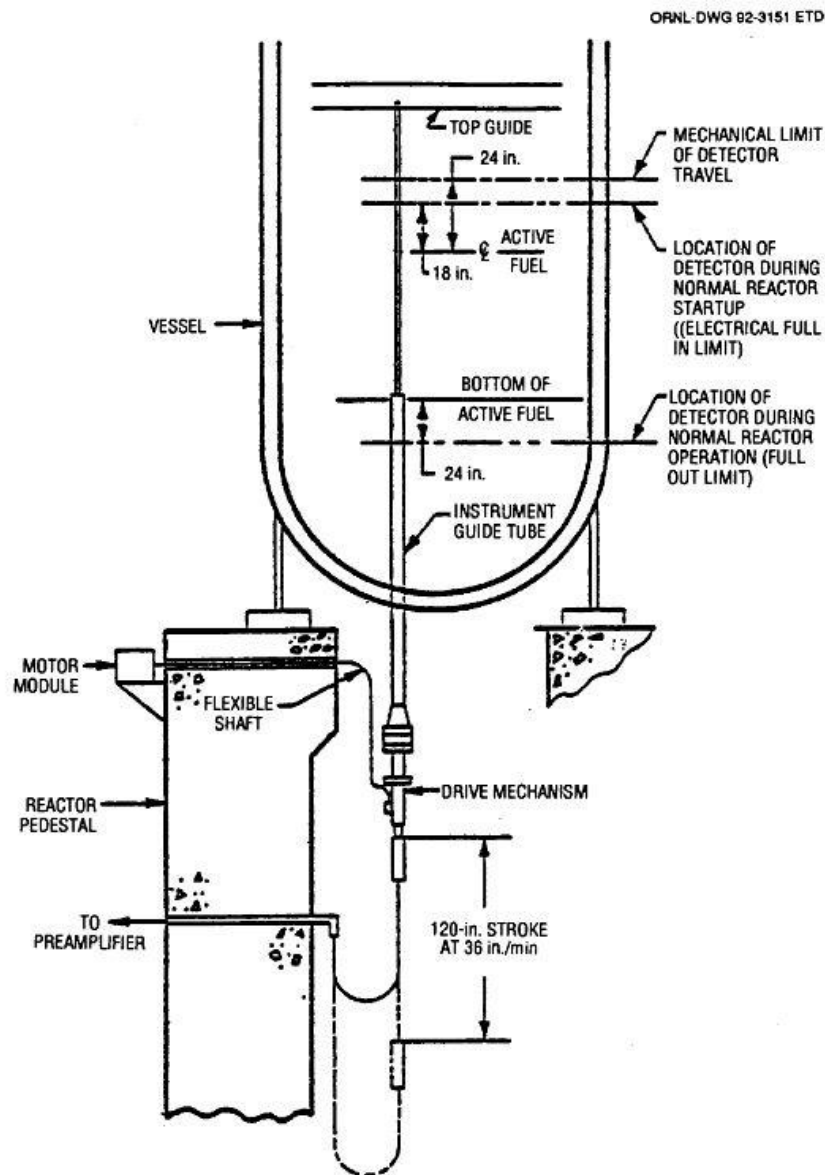 ORNL-DWG 92-3151 ETD
TOP GUIDE
24 in.
MECHANICAL LIMIT
OF DETECTOR
TRAVEL
℄ ACTIVE
FUEL
18 in.
LOCATION OF
DETECTOR DURING
NORMAL REACTOR
STARTUP
((ELECTRICAL FULL
IN LIMIT)
VESSEL
BOTTOM OF
ACTIVE FUEL
24 in.
LOCATION OF
DETECTOR DURING
NORMAL REACTOR
OPERATION (FULL
OUT LIMIT)
INSTRUMENT
GUIDE TUBE
MOTOR
MODULE
FLEXIBLE
SHAFT
DRIVE MECHANISM
REACTOR
PEDESTAL
TO
PREAMPLIFIER
120-in. STROKE
AT 36 in./min